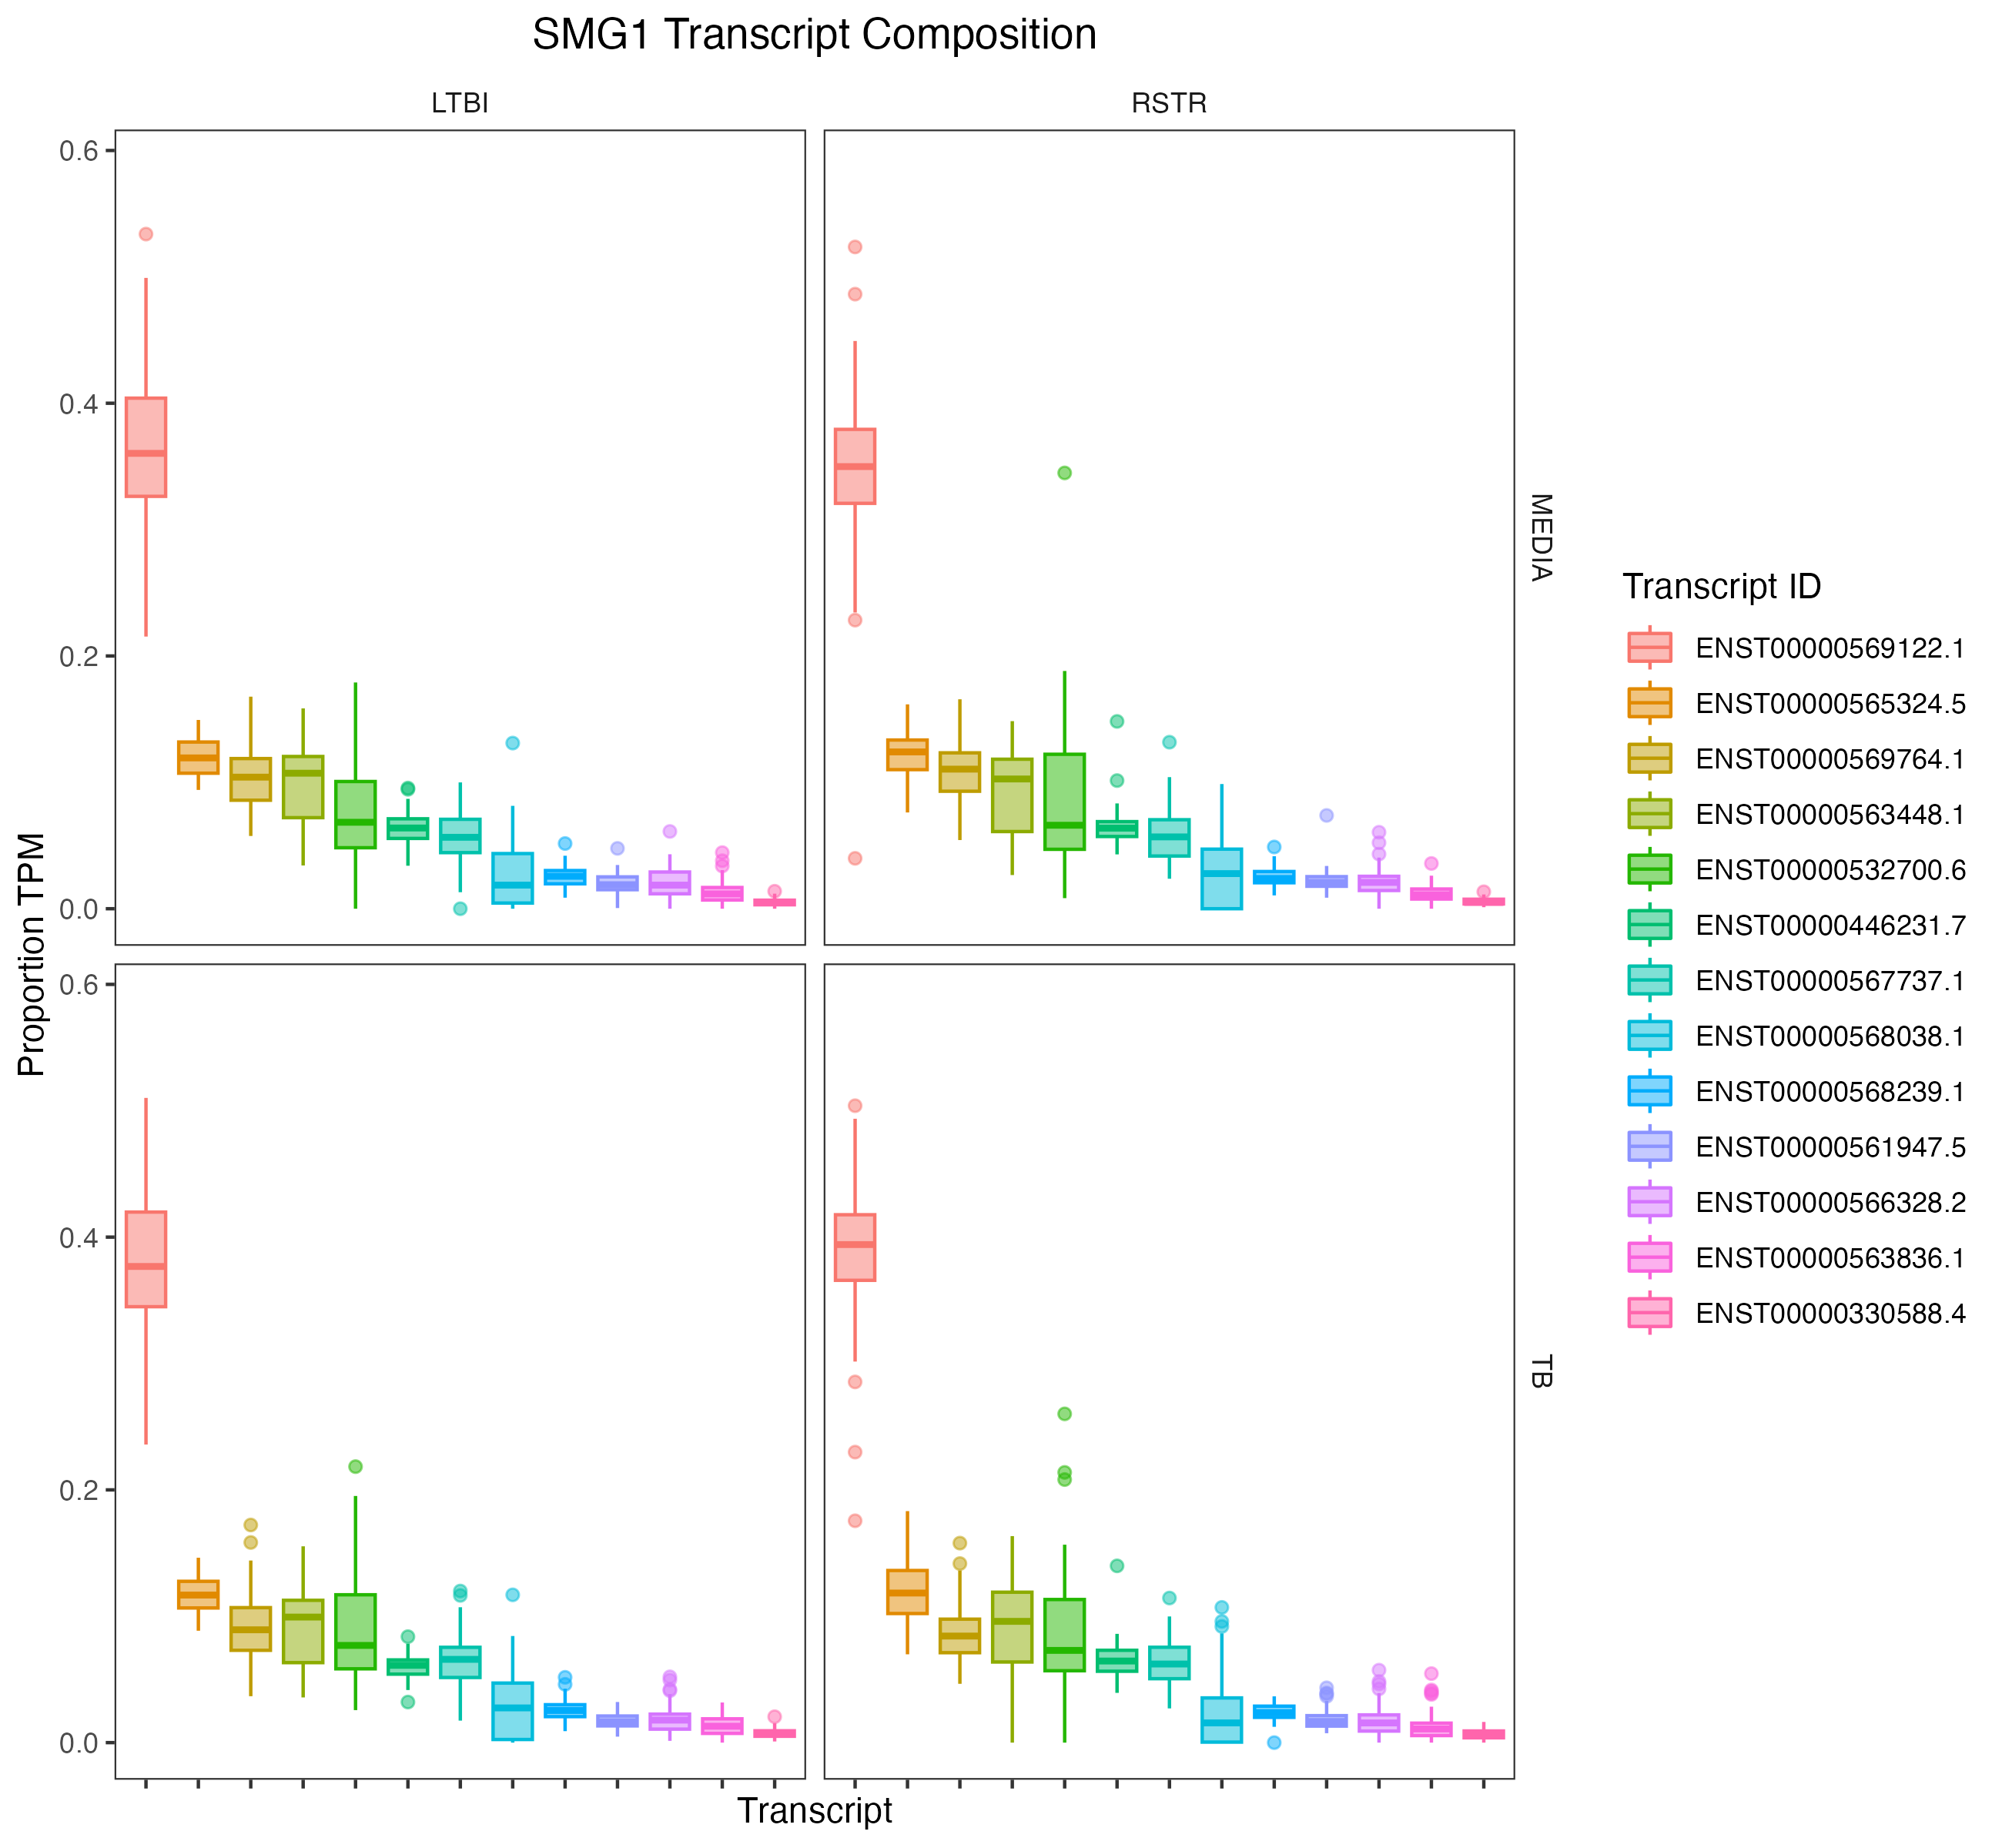 SMG1 Transcript Composition
LTBI
RSTR
0.6
0.4
0.2
0.0
MEDIA
0.6
0.4
0.2
0.0
TB
Proportion TPM
Transcript
Transcript ID
ENST00000569122.1
ENST00000565324.5
ENST00000569764.1
ENST00000563448.1
ENST00000532700.6
ENST00000446231.7
ENST00000567737.1
ENST00000568038.1
ENST00000568239.1
ENST00000561947.5
ENST00000566328.2
ENST00000563836.1
ENST00000330588.4